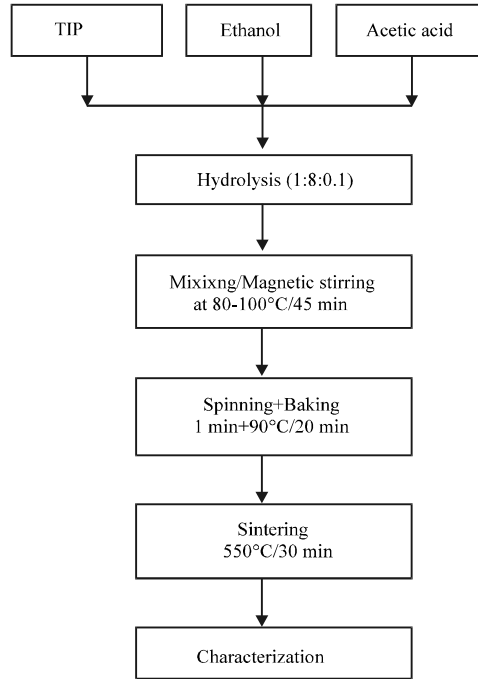 TIP
Ethanol
Acetic acid
Hydrolysis (1:8:0.1)
Mixixng/Magnetic stirring
at 80-100°C/45 min
Spinning+Baking
1 min+90°C/20 min
Sintering
550°C/30 min
Characterization